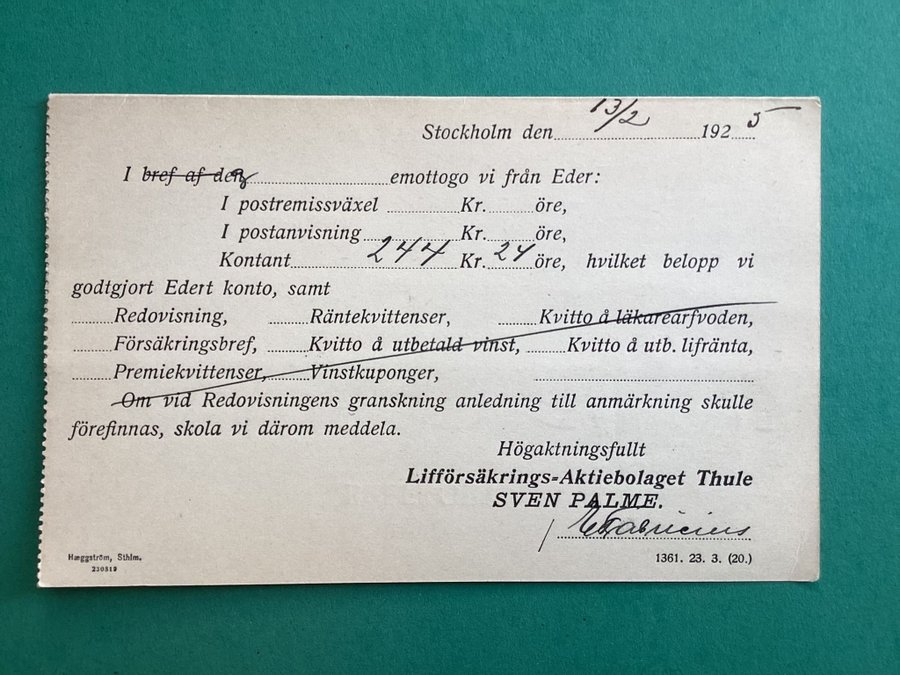 Stockholm den 13/2 1925
I bref af den emottogo vi från Eder:
I postremissväxel Kr. öre,
I postanvisning Kr. öre,
Kontant 244 Kr. 24 öre, hvilket belopp vi
godtgjort Edert konto, samt
Redovisning, Räntekvittenser, Kvitto å läkarearfvoden,
Försäkringsbref, Kvitto å utbetald vinst, Kvitto å utb. lifränta,
Premiekvittenser, Vinstkuponger,
Om vid Redovisningens granskning anledning till anmärkning skulle
förefinnas, skola vi därom meddela.
Högaktningsfullt
Lifförsäkrings-Aktiebolaget Thule
SVEN PALME.
Hæggström, Sthlm.
230319
1361. 23. 3. (20.)